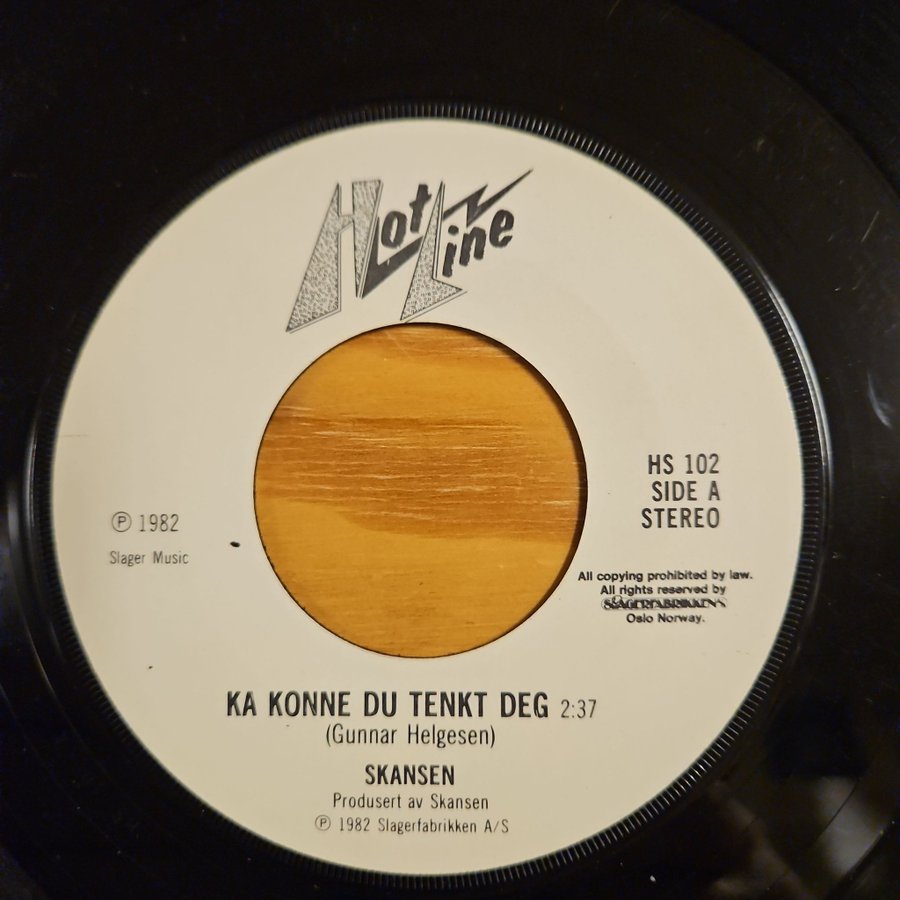 Hot Line
HS 102
SIDE A
STEREO
Ⓟ 1982
Slager Music
All copying prohibited by law.
All rights reserved by
SLAGERFABRIKKEN
Oslo Norway.
KA KONNE DU TENKT DEG 2:37
(Gunnar Helgesen)
SKANSEN
Produsert av Skansen
Ⓟ 1982 Slagerfabrikken A/S